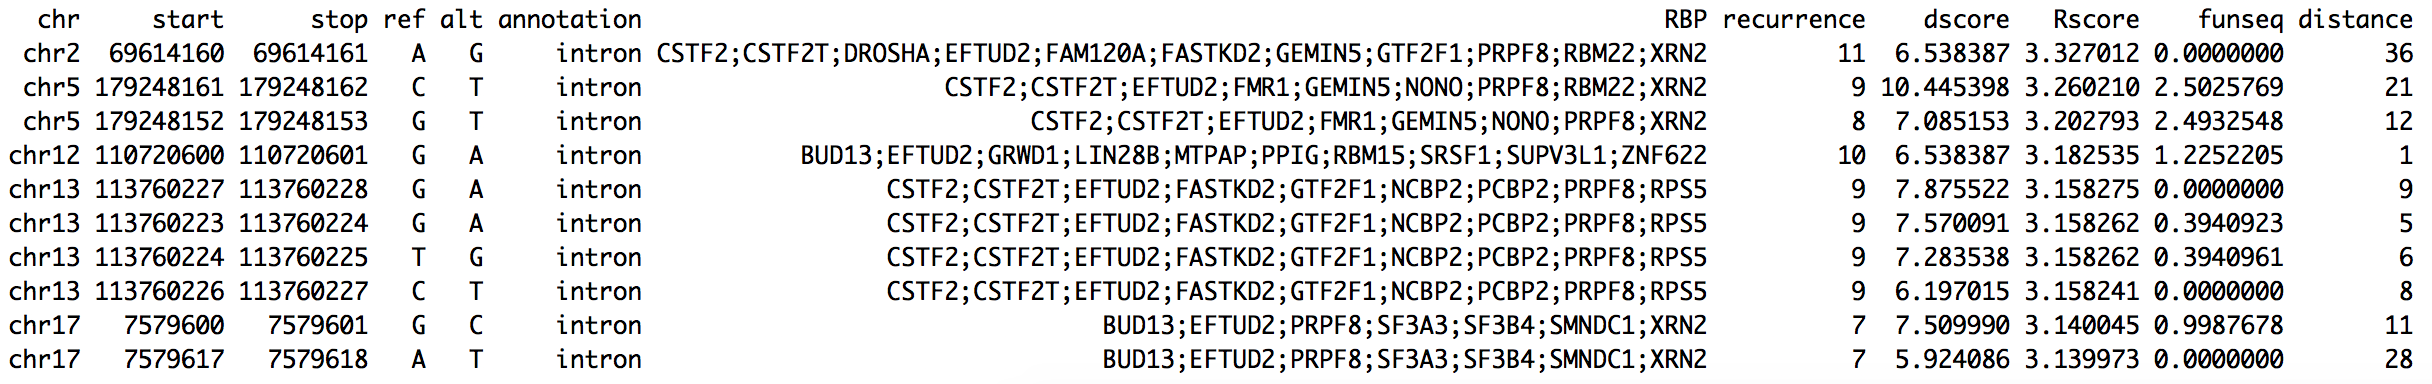 chr start stop ref alt annotation RBP recurrence dscore Rscore funseq distance
chr2 69614160 69614161 A G intron CSTF2;CSTF2T;DROSHA;EFTUD2;FAM120A;FASTKD2;GEMIN5;GTF2F1;PRPF8;RBM22;XRN2 11 6.538387 3.327012 0.0000000 36
chr5 179248161 179248162 C T intron CSTF2;CSTF2T;EFTUD2;FMR1;GEMIN5;NONO;PRPF8;RBM22;XRN2 9 10.445398 3.260210 2.5025769 21
chr5 179248152 179248153 G T intron CSTF2;CSTF2T;EFTUD2;FMR1;GEMIN5;NONO;PRPF8;XRN2 8 7.085153 3.202793 2.4932548 12
chr12 110720600 110720601 G A intron BUD13;EFTUD2;GRWD1;LIN28B;MTPAP;PPIG;RBM15;SRSF1;SUPV3L1;ZNF622 10 6.538387 3.182535 1.2252205 1
chr13 113760227 113760228 G A intron CSTF2;CSTF2T;EFTUD2;FASTKD2;GTF2F1;NCBP2;PCBP2;PRPF8;RPS5 9 7.875522 3.158275 0.0000000 9
chr13 113760223 113760224 G A intron CSTF2;CSTF2T;EFTUD2;FASTKD2;GTF2F1;NCBP2;PCBP2;PRPF8;RPS5 9 7.570091 3.158262 0.3940923 5
chr13 113760224 113760225 T G intron CSTF2;CSTF2T;EFTUD2;FASTKD2;GTF2F1;NCBP2;PCBP2;PRPF8;RPS5 9 7.283538 3.158262 0.3940961 6
chr13 113760226 113760227 C T intron CSTF2;CSTF2T;EFTUD2;FASTKD2;GTF2F1;NCBP2;PCBP2;PRPF8;RPS5 9 6.197015 3.158241 0.0000000 8
chr17 7579600 7579601 G C intron BUD13;EFTUD2;PRPF8;SF3A3;SF3B4;SMNDC1;XRN2 7 7.509990 3.140045 0.9987678 11
chr17 7579617 7579618 A T intron BUD13;EFTUD2;PRPF8;SF3A3;SF3B4;SMNDC1;XRN2 7 5.924086 3.139973 0.0000000 28